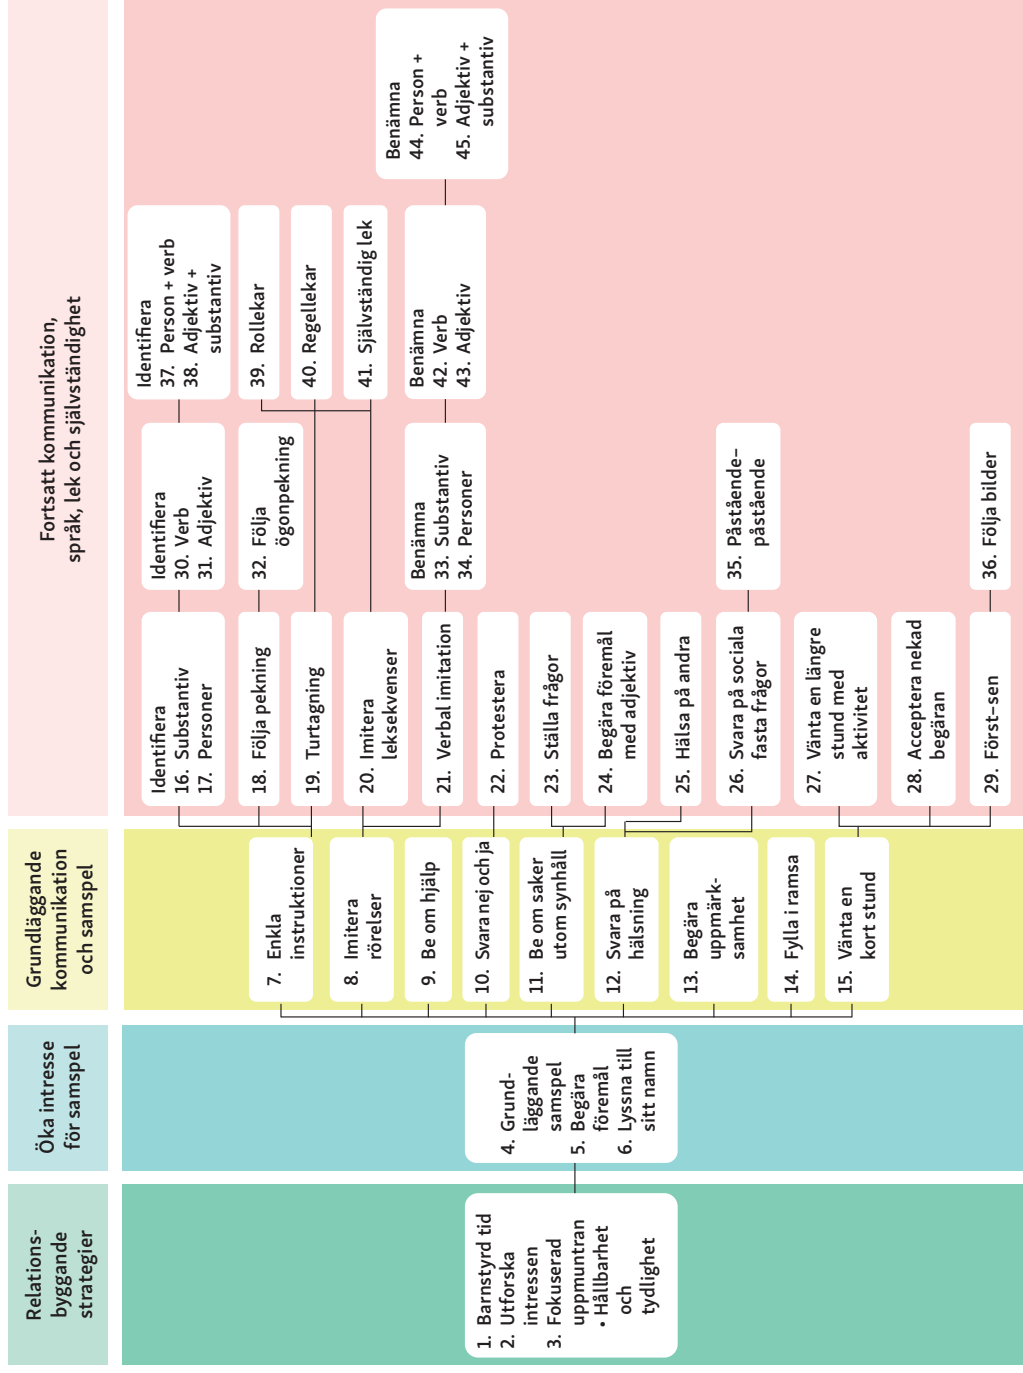 Relations-
byggande
strategier
Öka intresse
för samspel
Grundläggande
kommunikation
och samspel
Fortsatt kommunikation,
språk, lek och självständighet
1. Barnstyrd tid
2. Utforska
intressen
3. Fokuserad
uppmuntran
• Hållbarhet
och
tydlighet
4. Grund-
läggande
samspel
5. Begära
föremål
6. Lyssna till
sitt namn
7. Enkla
instruktioner
8. Imitera
rörelser
9. Be om hjälp
10. Svara nej och ja
11. Be om saker
utom synhåll
12. Svara på
hälsning
13. Begära
uppmärk-
samhet
14. Fylla i ramsa
15. Vänta en
kort stund
Identifiera
16. Substantiv
17. Personer
18. Följa pekning
19. Turtagning
20. Imitera
leksekvenser
21. Verbal imitation
22. Protestera
23. Ställa frågor
24. Begära föremål
med adjektiv
25. Hälsa på andra
26. Svara på sociala
fasta frågor
27. Vänta en längre
stund med
aktivitet
28. Acceptera nekad
begäran
29. Först–sen
Identifiera
30. Verb
31. Adjektiv
32. Följa
ögonpekning
Benämna
33. Substantiv
34. Personer
35. Påstående–
påstående
36. Följa bilder
Identifiera
37. Person + verb
38. Adjektiv +
substantiv
39. Rollekar
40. Regellekar
41. Självständig lek
Benämna
42. Verb
43. Adjektiv
Benämna
44. Person +
verb
45. Adjektiv +
substantiv